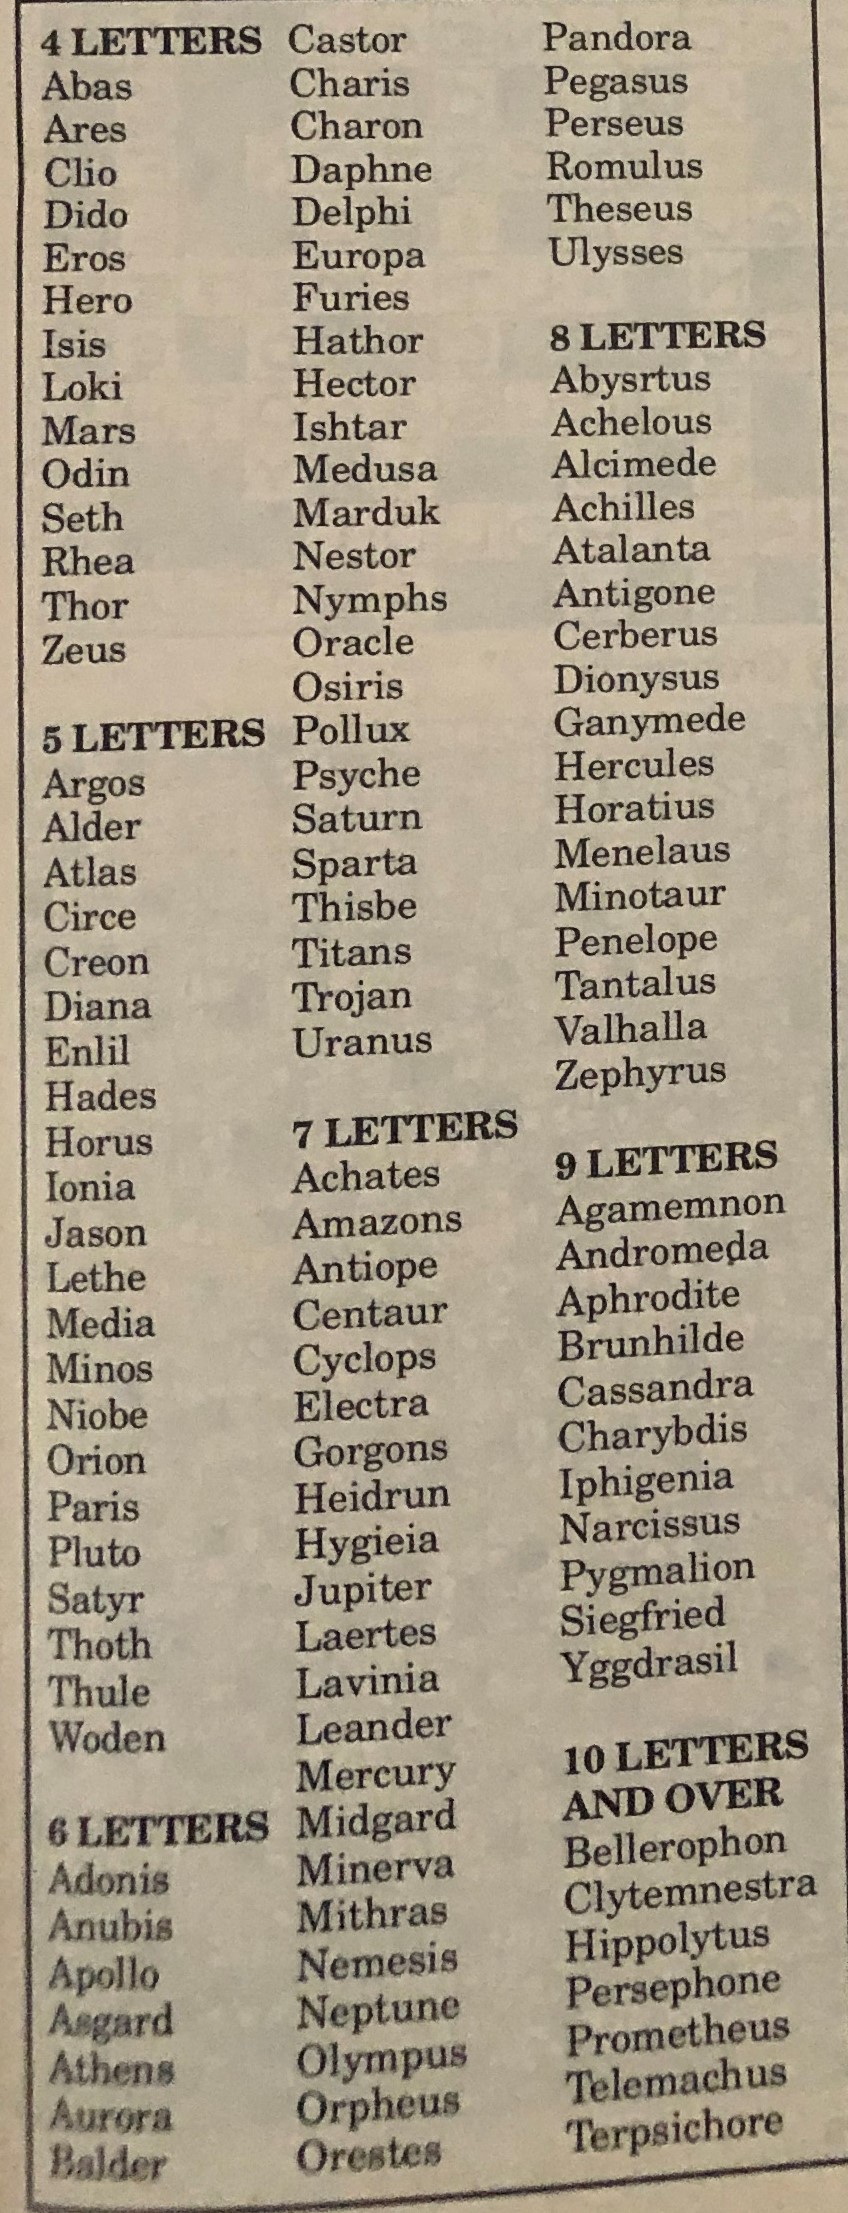 4 LETTERS
Abas
Ares
Clio
Dido
Eros
Hero
Isis
Loki
Mars
Odin
Seth
Rhea
Thor
Zeus
5 LETTERS
Argos
Alder
Atlas
Circe
Creon
Diana
Enlil
Hades
Horus
Ionia
Jason
Lethe
Media
Minos
Niobe
Orion
Paris
Pluto
Satyr
Thoth
Thule
Woden
6 LETTERS
Adonis
Anubis
Apollo
Asgard
Athens
Aurora
Balder
Castor
Charis
Charon
Daphne
Delphi
Europa
Furies
Hathor
Hector
Ishtar
Medusa
Marduk
Nestor
Nymphs
Oracle
Osiris
Pollux
Psyche
Saturn
Sparta
Thisbe
Titans
Trojan
Uranus
7 LETTERS
Achates
Amazons
Antiope
Centaur
Cyclops
Electra
Gorgons
Heidrun
Hygieia
Jupiter
Laertes
Lavinia
Leander
Mercury
Midgard
Minerva
Mithras
Nemesis
Neptune
Olympus
Orpheus
Orestes
Pandora
Pegasus
Perseus
Romulus
Theseus
Ulysses
8 LETTERS
Abysrtus
Achelous
Alcimede
Achilles
Atalanta
Antigone
Cerberus
Dionysus
Ganymede
Hercules
Horatius
Menelaus
Minotaur
Penelope
Tantalus
Valhalla
Zephyrus
9 LETTERS
Agamemnon
Andromeda
Aphrodite
Brunhilde
Cassandra
Charybdis
Iphigenia
Narcissus
Pygmalion
Siegfried
Yggdrasil
10 LETTERS
AND OVER
Bellerophon
Clytemnestra
Hippolytus
Persephone
Prometheus
Telemachus
Terpsichore